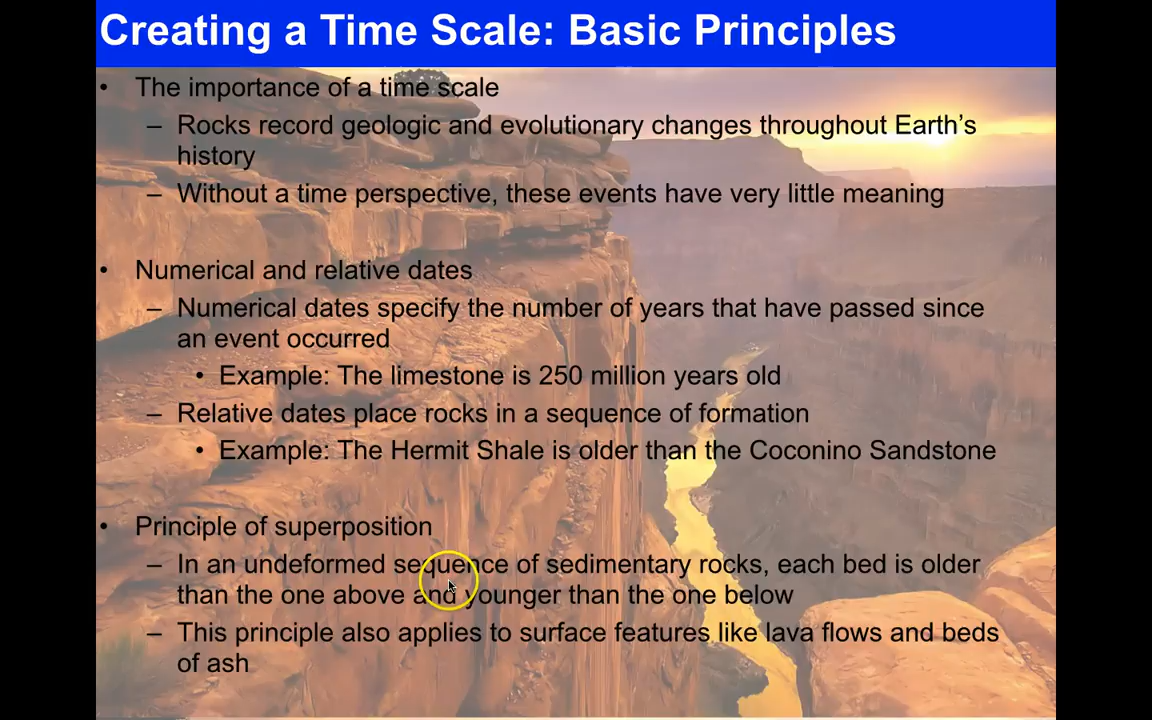 Creating a Time Scale: Basic Principles
• The importance of a time scale
– Rocks record geologic and evolutionary changes throughout Earth’s
history
– Without a time perspective, these events have very little meaning
• Numerical and relative dates
– Numerical dates specify the number of years that have passed since
an event occurred
• Example: The limestone is 250 million years old
– Relative dates place rocks in a sequence of formation
• Example: The Hermit Shale is older than the Coconino Sandstone
• Principle of superposition
– In an undeformed sequence of sedimentary rocks, each bed is older
than the one above and younger than the one below
– This principle also applies to surface features like lava flows and beds
of ash